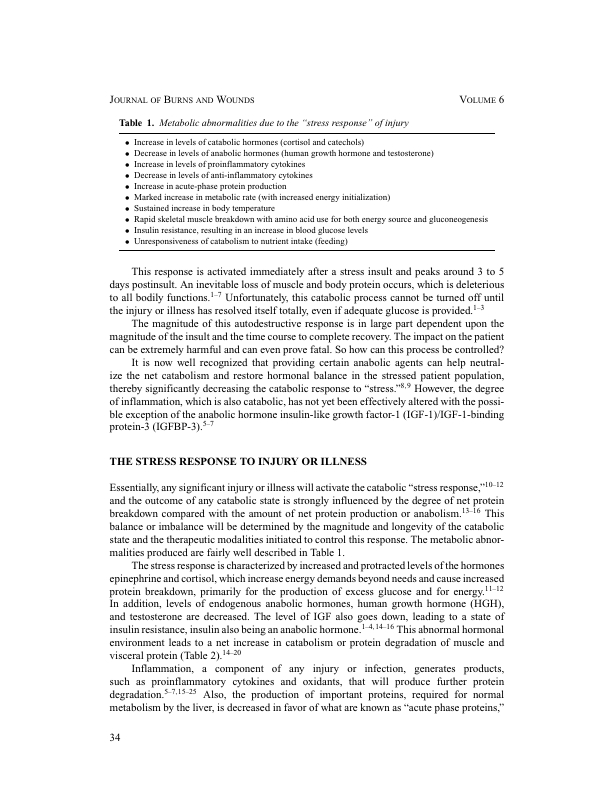 JOURNAL OF BURNS AND WOUNDS VOLUME 6
Table 1. Metabolic abnormalities due to the “stress response” of injury
• Increase in levels of catabolic hormones (cortisol and catechols)
• Decrease in levels of anabolic hormones (human growth hormone and testosterone)
• Increase in levels of proinflammatory cytokines
• Decrease in levels of anti-inflammatory cytokines
• Increase in acute-phase protein production
• Marked increase in metabolic rate (with increased energy initialization)
• Sustained increase in body temperature
• Rapid skeletal muscle breakdown with amino acid use for both energy source and gluconeogenesis
• Insulin resistance, resulting in an increase in blood glucose levels
• Unresponsiveness of catabolism to nutrient intake (feeding)
This response is activated immediately after a stress insult and peaks around 3 to 5
days postinsult. An inevitable loss of muscle and body protein occurs, which is deleterious
to all bodily functions.1–7 Unfortunately, this catabolic process cannot be turned off until
the injury or illness has resolved itself totally, even if adequate glucose is provided.1–3
The magnitude of this autodestructive response is in large part dependent upon the
magnitude of the insult and the time course to complete recovery. The impact on the patient
can be extremely harmful and can even prove fatal. So how can this process be controlled?
It is now well recognized that providing certain anabolic agents can help neutral-
ize the net catabolism and restore hormonal balance in the stressed patient population,
thereby significantly decreasing the catabolic response to “stress.”8,9 However, the degree
of inflammation, which is also catabolic, has not yet been effectively altered with the possi-
ble exception of the anabolic hormone insulin-like growth factor-1 (IGF-1)/IGF-1-binding
protein-3 (IGFBP-3).5–7
THE STRESS RESPONSE TO INJURY OR ILLNESS
Essentially, any significant injury or illness will activate the catabolic “stress response,”10–12
and the outcome of any catabolic state is strongly influenced by the degree of net protein
breakdown compared with the amount of net protein production or anabolism.13–16 This
balance or imbalance will be determined by the magnitude and longevity of the catabolic
state and the therapeutic modalities initiated to control this response. The metabolic abnor-
malities produced are fairly well described in Table 1.
The stress response is characterized by increased and protracted levels of the hormones
epinephrine and cortisol, which increase energy demands beyond needs and cause increased
protein breakdown, primarily for the production of excess glucose and for energy.11–12
In addition, levels of endogenous anabolic hormones, human growth hormone (HGH),
and testosterone are decreased. The level of IGF also goes down, leading to a state of
insulin resistance, insulin also being an anabolic hormone.1–4,14–16 This abnormal hormonal
environment leads to a net increase in catabolism or protein degradation of muscle and
visceral protein (Table 2).14–20
Inflammation, a component of any injury or infection, generates products,
such as proinflammatory cytokines and oxidants, that will produce further protein
degradation.5–7,15–25 Also, the production of important proteins, required for normal
metabolism by the liver, is decreased in favor of what are known as “acute phase proteins,”
34